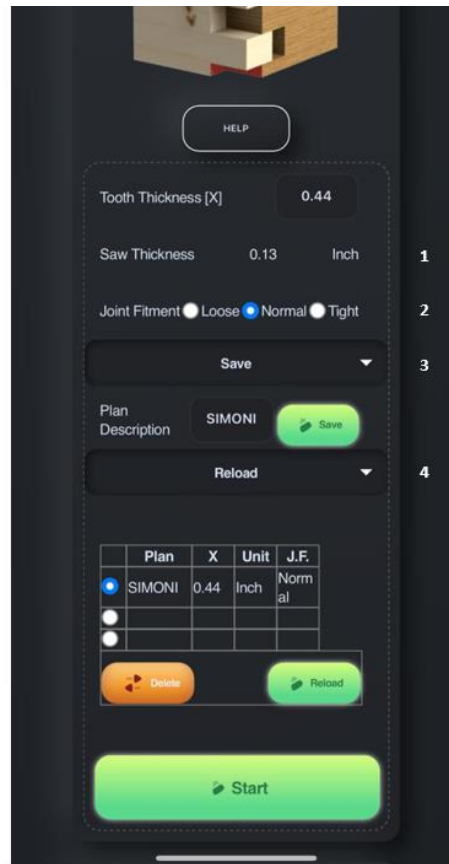 HELP
Tooth Thickness [X] 0.44
Saw Thickness 0.13 Inch 1
Joint Fitment Loose Normal Tight 2
Save 3
Plan
Description SIMONI Save
Reload 4
Plan X Unit J.F.
SIMONI 0.44 Inch Norm
al
Delete Reload
Start